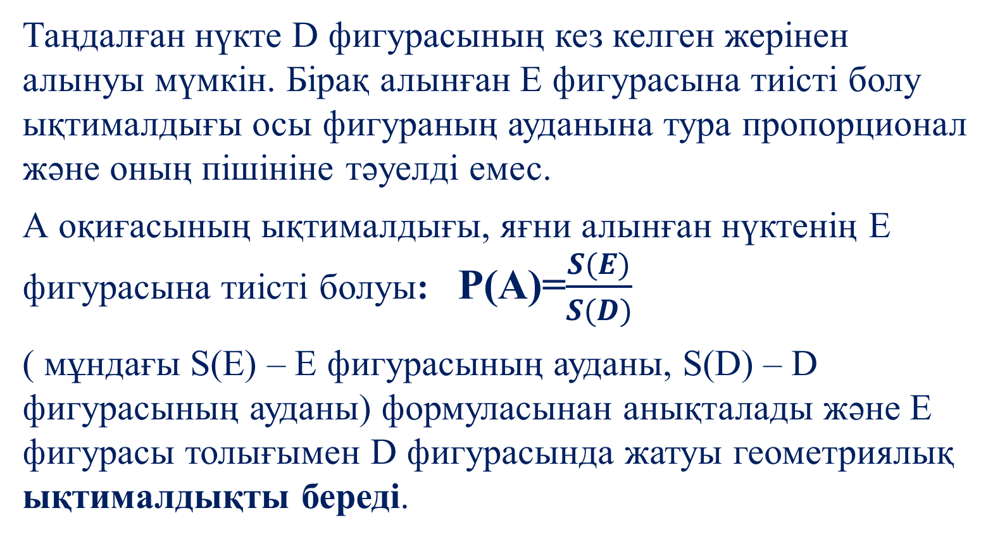 Таңдалған нүкте D фигурасының кез келген жерінен
алынуы мүмкін. Бірақ алынған E фигурасына тиісті болу
ықтималдығы осы фигураның ауданына тура пропорционал
және оның пішініне тәуелді емес.
А оқиғасының ықтималдығы, яғни алынған нүктенің E
фигурасына тиісті болуы: P(A)=S(E)/S(D)
( мұндағы S(E) – E фигурасының ауданы, S(D) – D
фигурасының ауданы) формуласынан анықталады және E
фигурасы толығымен D фигурасында жатуы геометриялық
ықтималдықты береді.